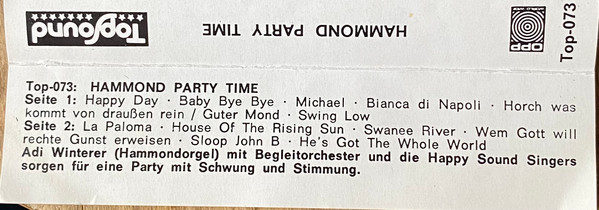 Topsound
HAMMOND PARTY TIME
OPP
Top-073
Top-073: HAMMOND PARTY TIME
Seite 1: Happy Day · Baby Bye Bye · Michael · Bianca di Napoli · Horch was
kommt von draußen rein / Guter Mond · Swing Low
Seite 2: La Paloma · House Of The Rising Sun · Swanee River · Wem Gott will
rechte Gunst erweisen · Sloop John B · He's Got The Whole World
Adi Winterer (Hammondorgel) mit Begleitorchester und die Happy Sound Singers
sorgen für eine Party mit Schwung und Stimmung.